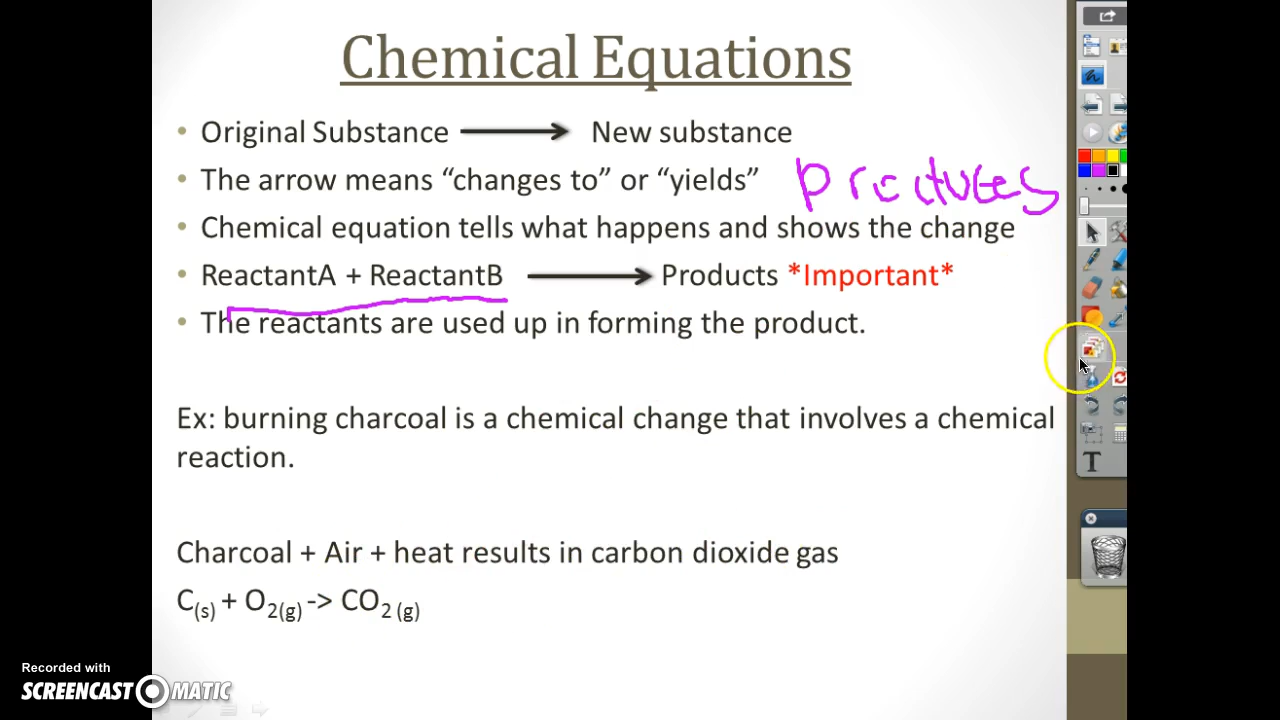 Chemical Equations
• Original Substance → New substance
• The arrow means “changes to” or “yields”
produces
• Chemical equation tells what happens and shows the change
• ReactantA + ReactantB → Products *Important*
• The reactants are used up in forming the product.
Ex: burning charcoal is a chemical change that involves a chemical
reaction.
Charcoal + Air + heat results in carbon dioxide gas
C(s) + O2(g) -> CO2 (g)
T
Recorded with
SCREENCAST O MATIC